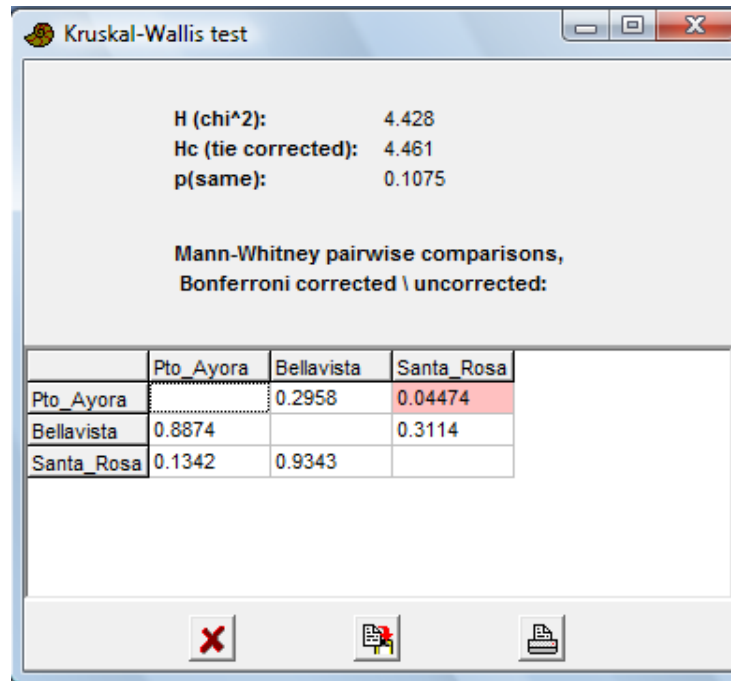 Kruskal-Wallis test
H (chi^2): 4.428
Hc (tie corrected): 4.461
p(same): 0.1075
Mann-Whitney pairwise comparisons,
Bonferroni corrected \ uncorrected:
Pto_Ayora Bellavista Santa_Rosa
Pto_Ayora 0.2958 0.04474
Bellavista 0.8874 0.3114
Santa_Rosa 0.1342 0.9343